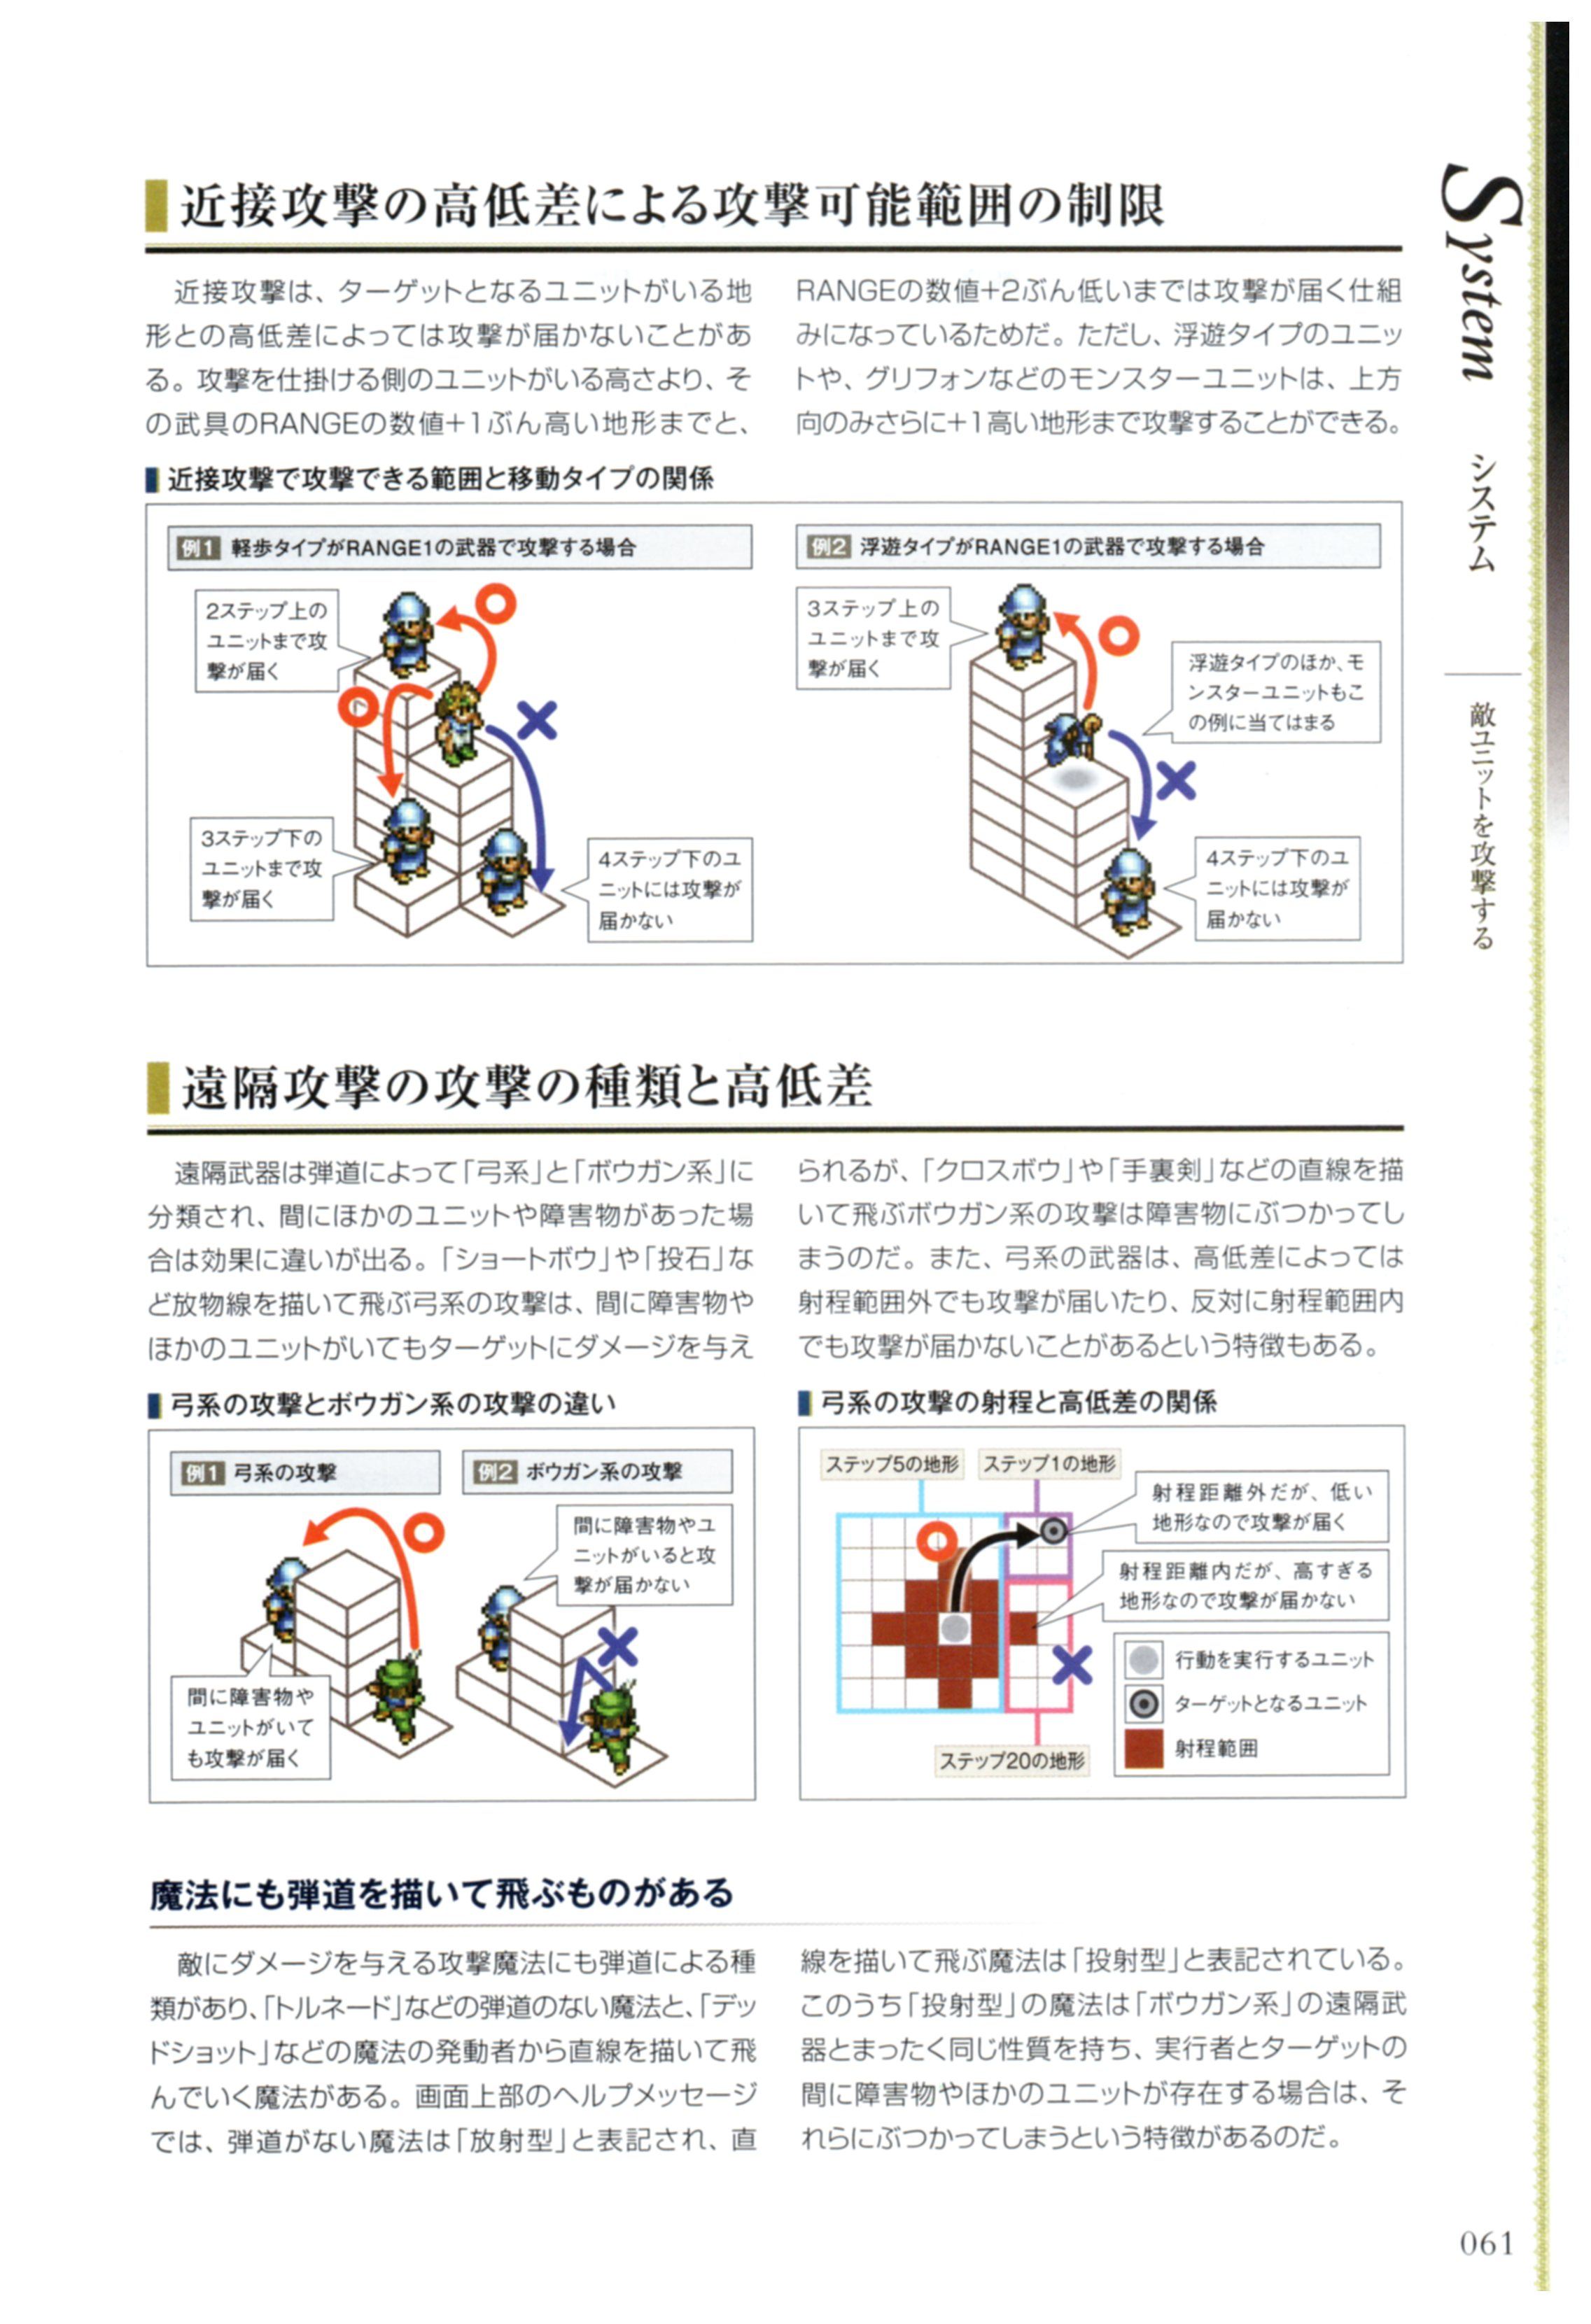 近接攻撃の高低差による攻撃可能範囲の制限
　近接攻撃は、ターゲットとなるユニットがいる地
形との高低差によっては攻撃が届かないことがあ
る。攻撃を仕掛ける側のユニットがいる高さより、そ
の武具のRANGEの数値+1ぶん高い地形までと、
RANGEの数値+2ぶん低いまでは攻撃が届く仕組
みになっているためだ。ただし、浮遊タイプのユニッ
トや、グリフォンなどのモンスターユニットは、上方
向のみさらに+1高い地形まで攻撃することができる。
近接攻撃で攻撃できる範囲と移動タイプの関係
例1 軽歩タイプがRANGE1の武器で攻撃する場合
2ステップ上の
ユニットまで攻
撃が届く
3ステップ下の
ユニットまで攻
撃が届く
4ステップ下のユ
ニットには攻撃が
届かない
例2 浮遊タイプがRANGE1の武器で攻撃する場合
3ステップ上の
ユニットまで攻
撃が届く
浮遊タイプのほか、モ
ンスターユニットもこ
の例に当てはまる
4ステップ下のユ
ニットには攻撃が
届かない
遠隔攻撃の攻撃の種類と高低差
　遠隔武器は弾道によって「弓系」と「ボウガン系」に
分類され、間にほかのユニットや障害物があった場
合は効果に違いが出る。「ショートボウ」や「投石」な
ど放物線を描いて飛ぶ弓系の攻撃は、間に障害物や
ほかのユニットがいてもターゲットにダメージを与え
られるが、「クロスボウ」や「手裏剣」などの直線を描
いて飛ぶボウガン系の攻撃は障害物にぶつかってし
まうのだ。また、弓系の武器は、高低差によっては
射程範囲外でも攻撃が届いたり、反対に射程範囲内
でも攻撃が届かないことがあるという特徴もある。
弓系の攻撃とボウガン系の攻撃の違い
例1 弓系の攻撃
間に障害物や
ユニットがいて
も攻撃が届く
例2 ボウガン系の攻撃
間に障害物やユ
ニットがいると攻
撃が届かない
弓系の攻撃の射程と高低差の関係
ステップ5の地形
ステップ1の地形
射程距離外だが、低い
地形なので攻撃が届く
射程距離内だが、高すぎる
地形なので攻撃が届かない
行動を実行するユニット
ターゲットとなるユニット
射程範囲
ステップ20の地形
魔法にも弾道を描いて飛ぶものがある
　敵にダメージを与える攻撃魔法にも弾道による種
類があり、「トルネード」などの弾道のない魔法と、「デッ
ドショット」などの魔法の発動者から直線を描いて飛
んでいく魔法がある。画面上部のヘルプメッセージ
では、弾道がない魔法は「放射型」と表記され、直
線を描いて飛ぶ魔法は「投射型」と表記されている。
このうち「投射型」の魔法は「ボウガン系」の遠隔武
器とまったく同じ性質を持ち、実行者とターゲットの
間に障害物やほかのユニットが存在する場合は、そ
れらにぶつかってしまうという特徴があるのだ。
System
システム
敵ユニットを攻撃する
061